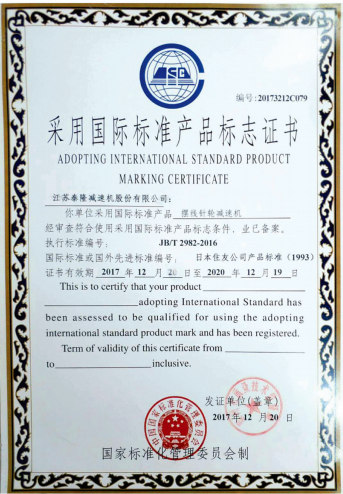 编号:20173212C079
采用国际标准产品标志证书
ADOPTING INTERNATIONAL STANDARD PRODUCT
MARKING CERTIFICATE
江苏泰隆减速机股份有限公司:
你单位采用国际标准产品 摆线针轮减速机
经审查符合使用采用国际标准产品标志条件，业已备案。
执行标准编号: JB/T 2982-2016
国际标准或国外先进标准编号: 日本住友公司产品标准（1993）
证书有效期 2017 年 12 月 20 日至 2020 年 12 月 19 日
This is to certify that your product
adopting International Standard has
been assessed to be qualified for using the adopting
international standard product mark and has been registered.
Term of validity of this certificate from
to inclusive.
发证单位(盖章)
2017 年 12 月 20 日
国家标准化管理委员会制